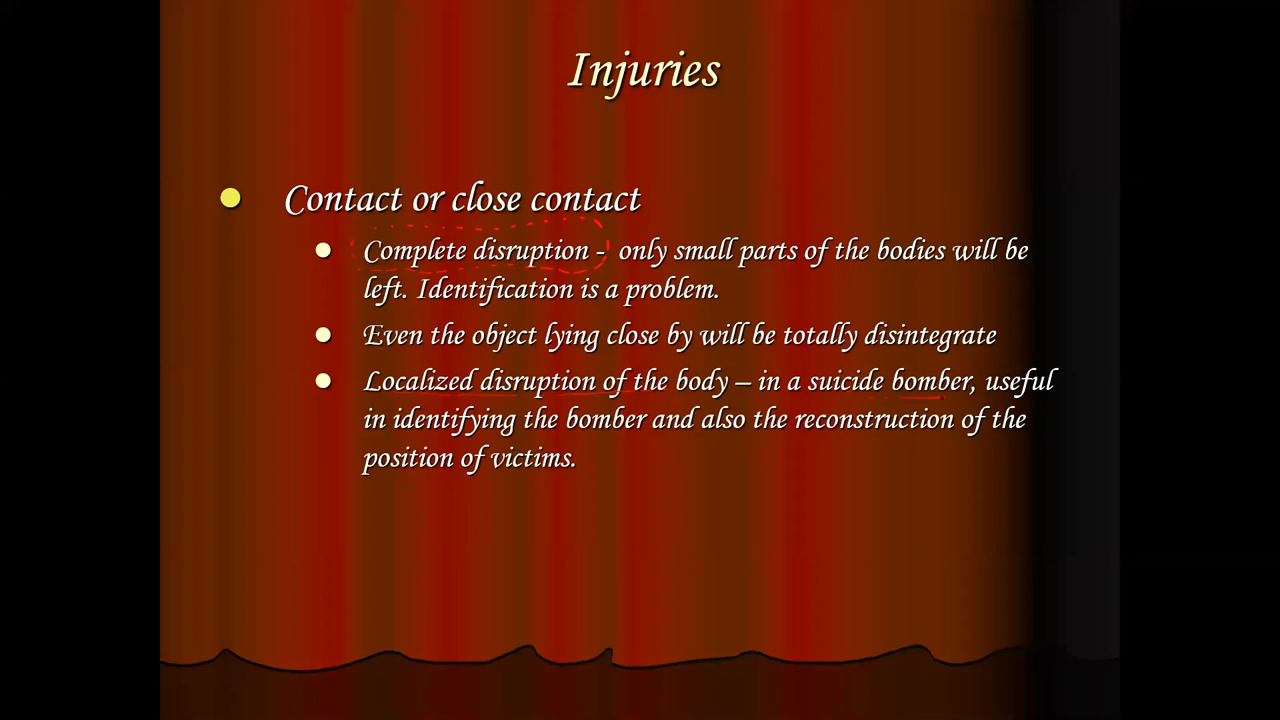 Injuries
Contact or close contact
Complete disruption - only small parts of the bodies will be
left. Identification is a problem.
Even the object lying close by will be totally disintegrate
Localized disruption of the body – in a suicide bomber, useful
in identifying the bomber and also the reconstruction of the
position of victims.